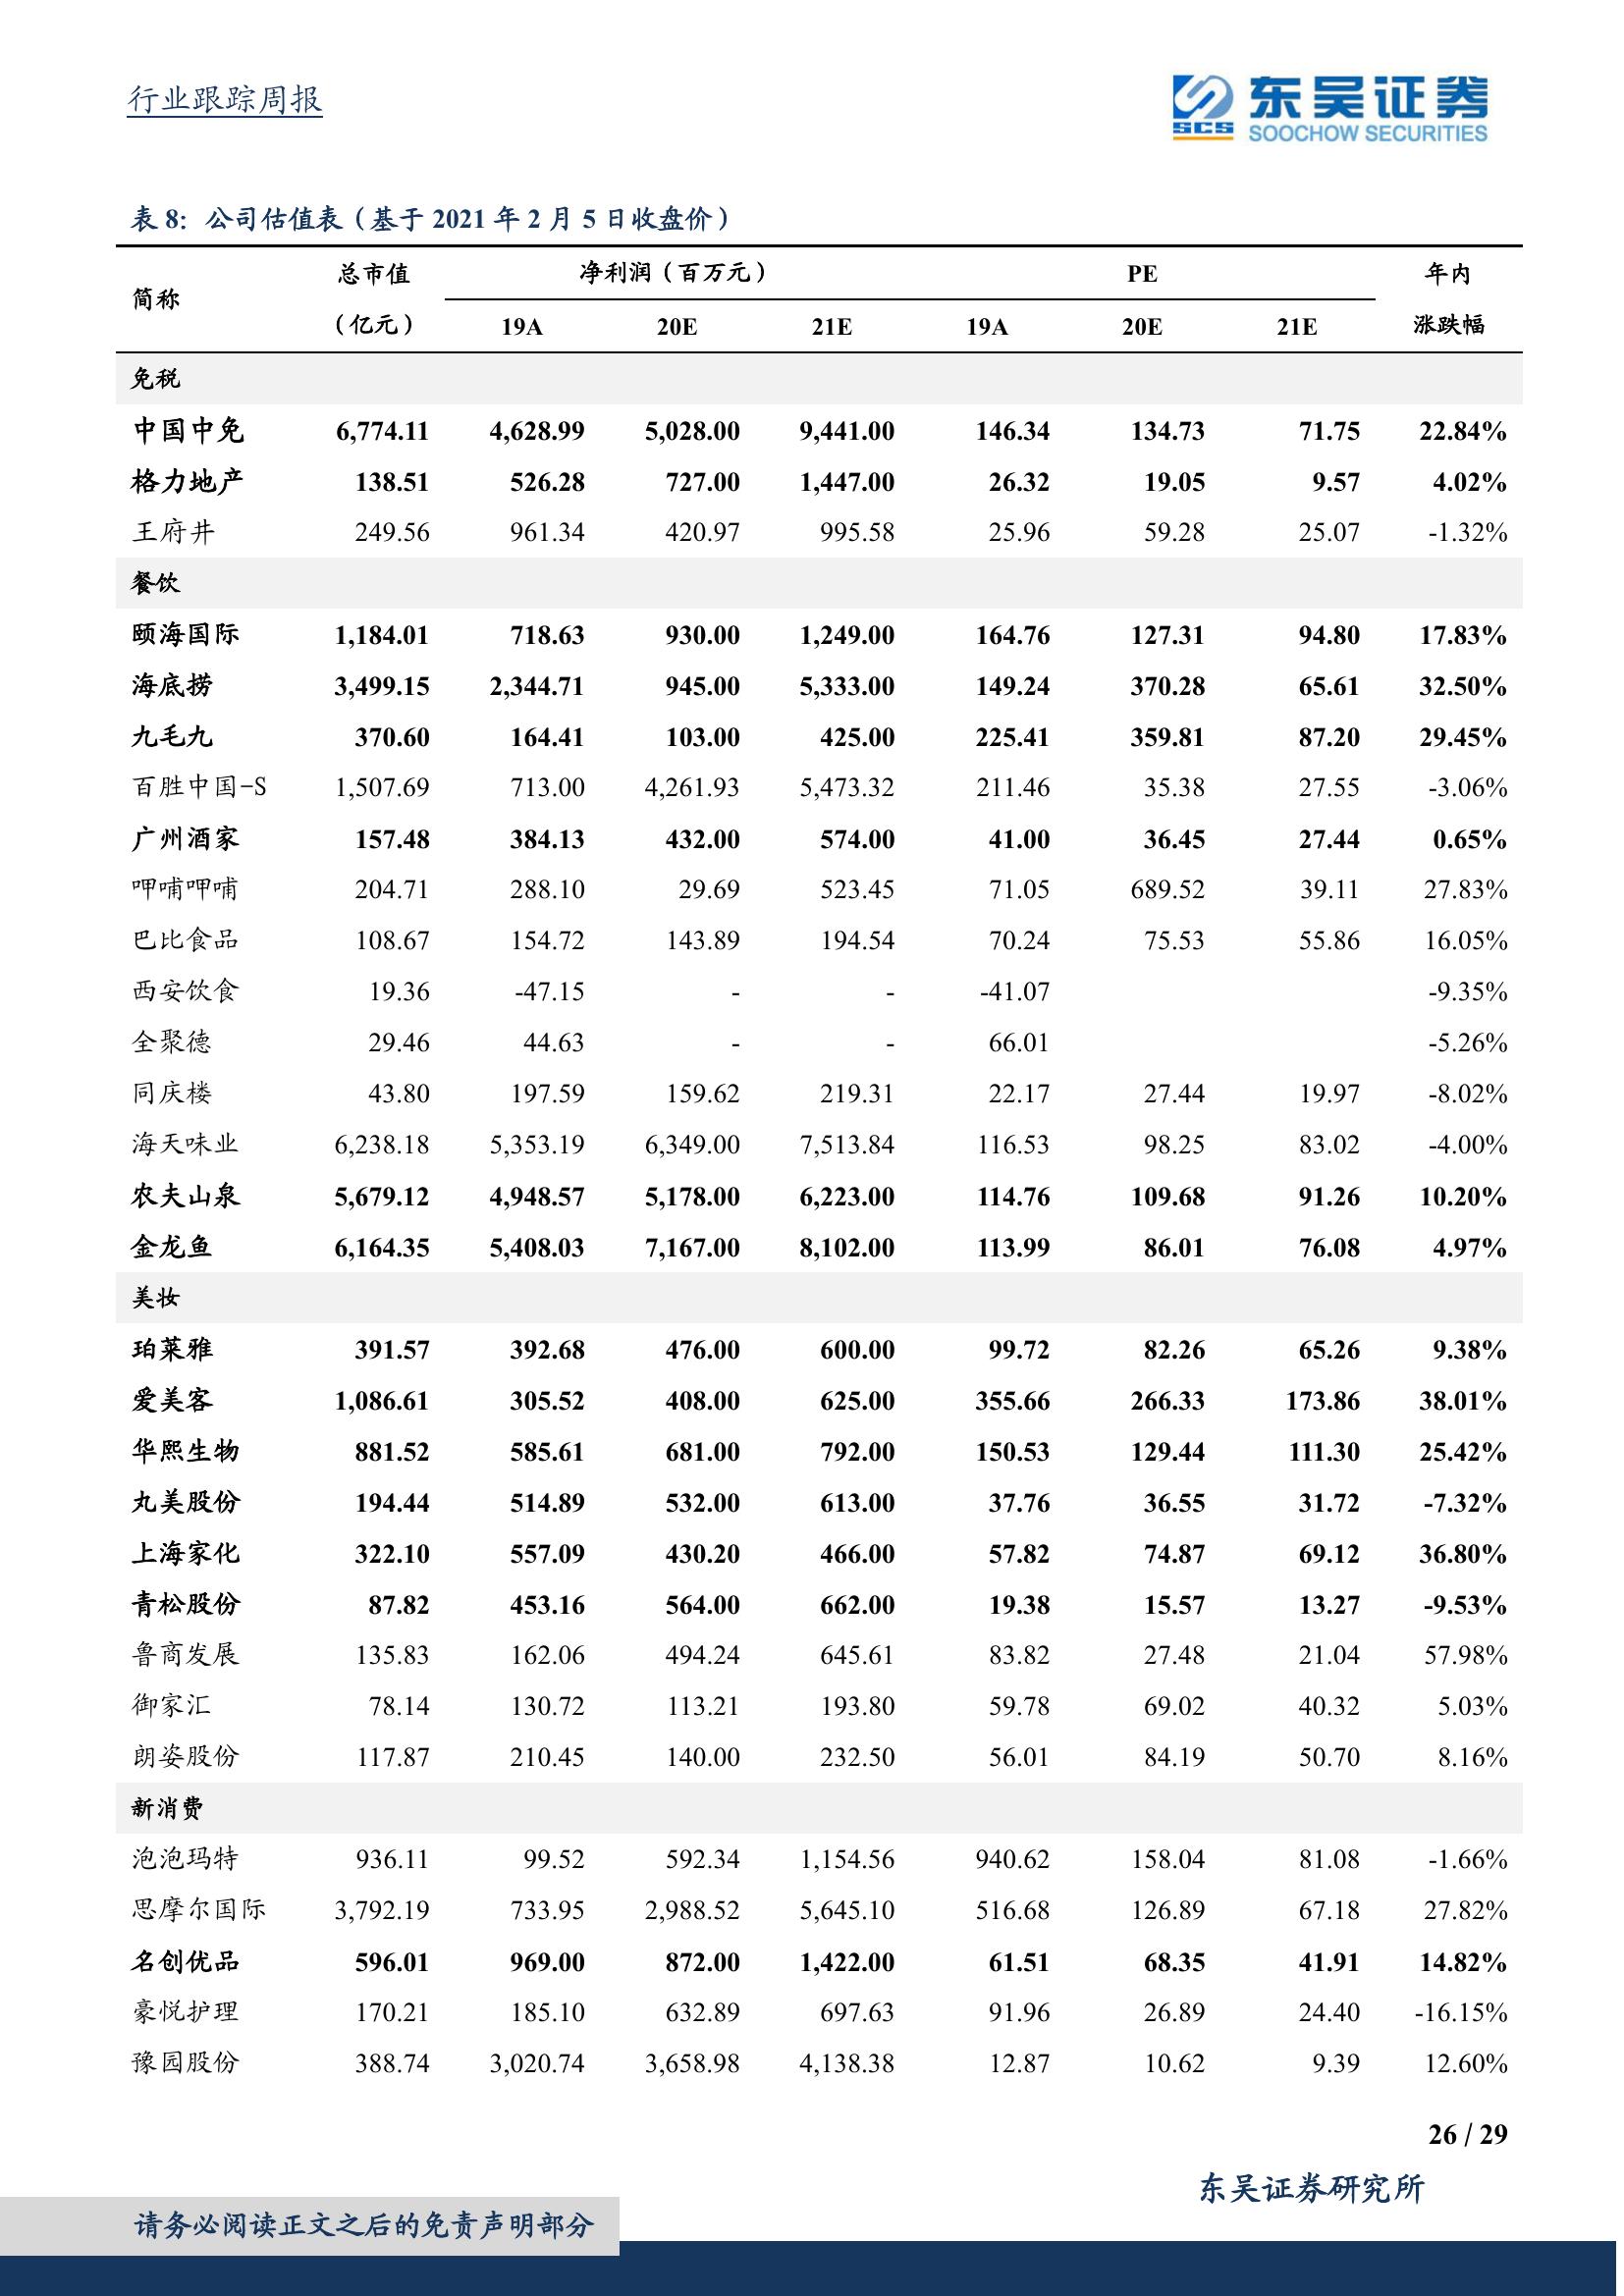 行业跟踪周报
东吴证券
SCS
SOOCHOW SECURITIES
表 8: 公司估值表（基于 2021 年 2 月 5 日收盘价）
简称 总市值（亿元） 净利润（百万元） PE 年内涨跌幅
19A 20E 21E 19A 20E 21E
免税
中国中免 6,774.11 4,628.99 5,028.00 9,441.00 146.34 134.73 71.75 22.84%
格力地产 138.51 526.28 727.00 1,447.00 26.32 19.05 9.57 4.02%
王府井 249.56 961.34 420.97 995.58 25.96 59.28 25.07 -1.32%
餐饮
颐海国际 1,184.01 718.63 930.00 1,249.00 164.76 127.31 94.80 17.83%
海底捞 3,499.15 2,344.71 945.00 5,333.00 149.24 370.28 65.61 32.50%
九毛九 370.60 164.41 103.00 425.00 225.41 359.81 87.20 29.45%
百胜中国-S 1,507.69 713.00 4,261.93 5,473.32 211.46 35.38 27.55 -3.06%
广州酒家 157.48 384.13 432.00 574.00 41.00 36.45 27.44 0.65%
呷哺呷哺 204.71 288.10 29.69 523.45 71.05 689.52 39.11 27.83%
巴比食品 108.67 154.72 143.89 194.54 70.24 75.53 55.86 16.05%
西安饮食 19.36 -47.15 - - -41.07 -9.35%
全聚德 29.46 44.63 - - 66.01 -5.26%
同庆楼 43.80 197.59 159.62 219.31 22.17 27.44 19.97 -8.02%
海天味业 6,238.18 5,353.19 6,349.00 7,513.84 116.53 98.25 83.02 -4.00%
农夫山泉 5,679.12 4,948.57 5,178.00 6,223.00 114.76 109.68 91.26 10.20%
金龙鱼 6,164.35 5,408.03 7,167.00 8,102.00 113.99 86.01 76.08 4.97%
美妆
珀莱雅 391.57 392.68 476.00 600.00 99.72 82.26 65.26 9.38%
爱美客 1,086.61 305.52 408.00 625.00 355.66 266.33 173.86 38.01%
华熙生物 881.52 585.61 681.00 792.00 150.53 129.44 111.30 25.42%
丸美股份 194.44 514.89 532.00 613.00 37.76 36.55 31.72 -7.32%
上海家化 322.10 557.09 430.20 466.00 57.82 74.87 69.12 36.80%
青松股份 87.82 453.16 564.00 662.00 19.38 15.57 13.27 -9.53%
鲁商发展 135.83 162.06 494.24 645.61 83.82 27.48 21.04 57.98%
御家汇 78.14 130.72 113.21 193.80 59.78 69.02 40.32 5.03%
朗姿股份 117.87 210.45 140.00 232.50 56.01 84.19 50.70 8.16%
新消费
泡泡玛特 936.11 99.52 592.34 1,154.56 940.62 158.04 81.08 -1.66%
思摩尔国际 3,792.19 733.95 2,988.52 5,645.10 516.68 126.89 67.18 27.82%
名创优品 596.01 969.00 872.00 1,422.00 61.51 68.35 41.91 14.82%
豪悦护理 170.21 185.10 632.89 697.63 91.96 26.89 24.40 -16.15%
豫园股份 388.74 3,020.74 3,658.98 4,138.38 12.87 10.62 9.39 12.60%
26 / 29
东吴证券研究所
请务必阅读正文之后的免责声明部分